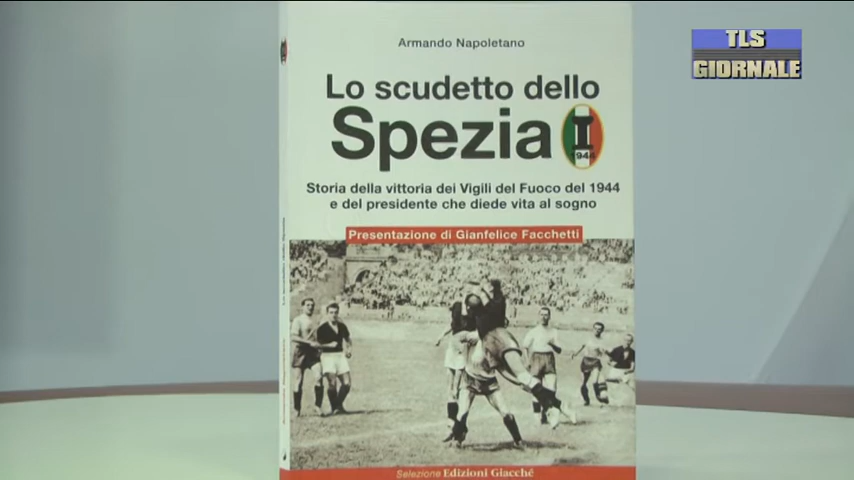 TLS
GIORNALE
Armando Napoletano
Lo scudetto dello
Spezia
1944
Storia della vittoria dei Vigili del Fuoco del 1944
e del presidente che diede vita al sogno
Presentazione di Gianfelice Facchetti
Selezione Edizioni Giacché